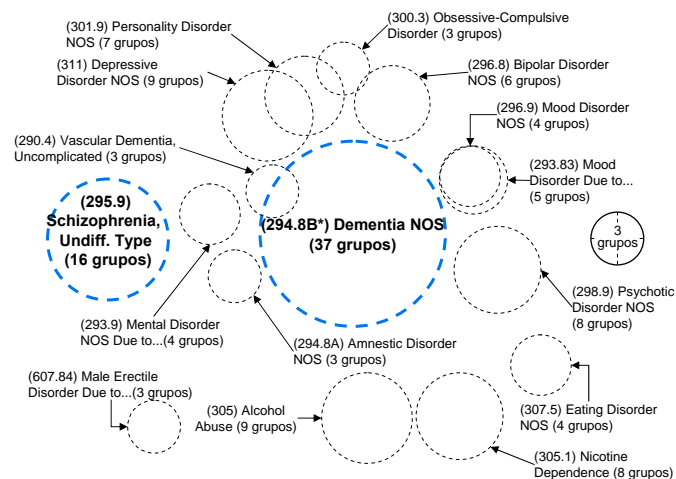 (300.3) Obsessive-Compulsive
Disorder (3 grupos)
(301.9) Personality Disorder
NOS (7 grupos)
(311) Depressive
Disorder NOS (9 grupos)
(296.8) Bipolar Disorder
NOS (6 grupos)
(296.9) Mood Disorder
NOS (4 grupos)
(290.4) Vascular Dementia,
Uncomplicated (3 grupos)
(293.83) Mood
Disorder Due to...
(5 grupos)
(295.9)
Schizophrenia,
Undiff. Type
(16 grupos)
(294.8B*) Dementia NOS
(37 grupos)
3
grupos
(298.9) Psychotic
Disorder NOS
(8 grupos)
(293.9) Mental Disorder
NOS Due to...(4 grupos)
(294.8A) Amnestic Disorder
NOS (3 grupos)
(607.84) Male Erectile
Disorder Due to...(3 grupos)
(305) Alcohol
Abuse (9 grupos)
(307.5) Eating Disorder
NOS (4 grupos)
(305.1) Nicotine
Dependence (8 grupos)